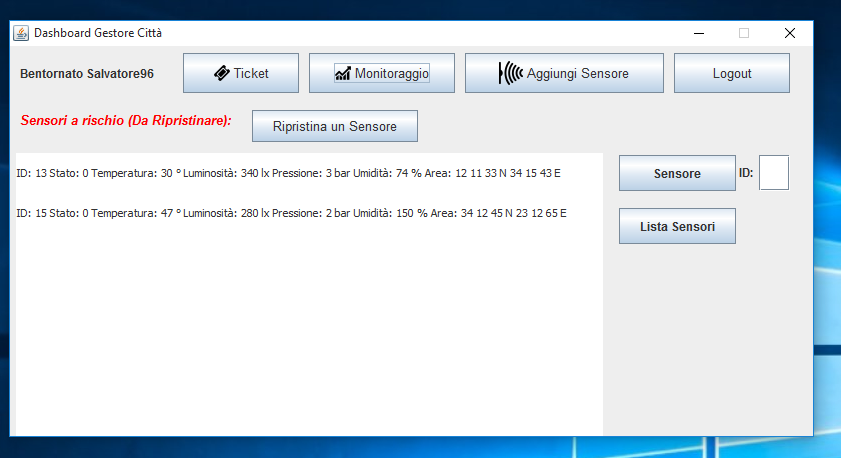 Dashboard Gestore Città
Bentornato Salvatore96
Ticket
Monitoraggio
Aggiungi Sensore
Logout
Sensori a rischio (Da Ripristinare):
Ripristina un Sensore
ID: 13 Stato: 0 Temperatura: 30 ° Luminosità: 340 lx Pressione: 3 bar Umidità: 74 % Area: 12 11 33 N 34 15 43 E
Sensore
ID:
ID: 15 Stato: 0 Temperatura: 47 ° Luminosità: 280 lx Pressione: 2 bar Umidità: 150 % Area: 34 12 45 N 23 12 65 E
Lista Sensori